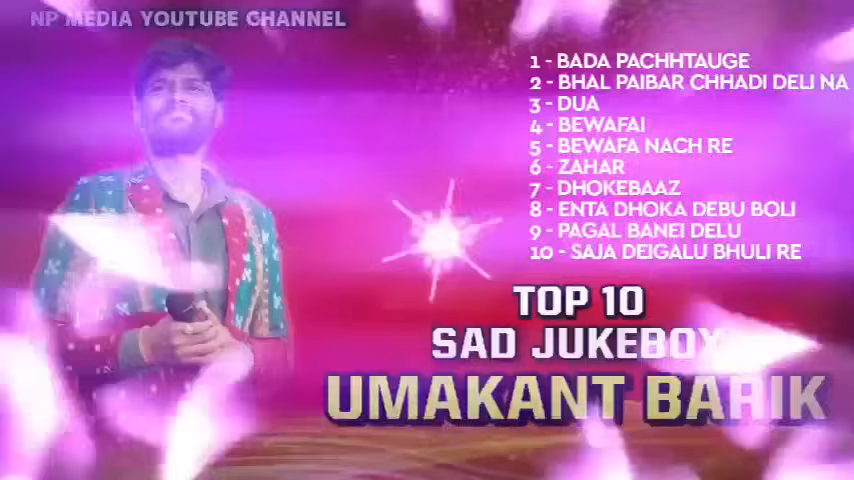 NP MEDIA YOUTUBE CHANNEL
1 - BADA PACHHTAUGE
2 - BHAL PAIBAR CHHADI DELI NA
3 - DUA
4 - BEWAFAI
5 - BEWAFA NACH RE
6 - ZAHAR
7 - DHOKEBAAZ
8 - ENTA DHOKA DEBU BOLI
9 - PAGAL BANEI DELU
10 - SAJA DEIGALU BHULI RE
TOP 10
SAD JUKEBOX
UMAKANT BARIK